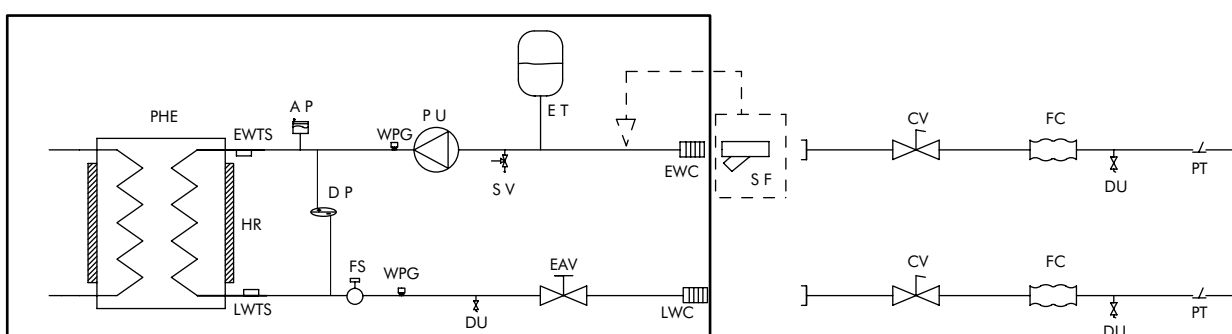 PHE
EWTS
A P
WPG
P U
S V
E T
EWC
S F
CV
FC
DU
PT
D P
HR
LWTS
FS
WPG
DU
EAV
LWC
CV
FC
DU
PT